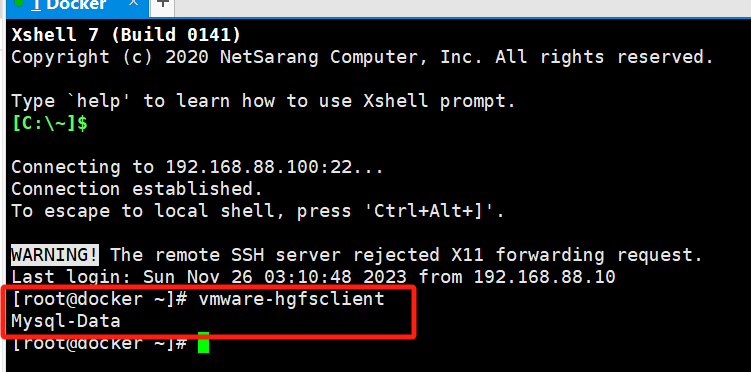 1 Docker × +
Xshell 7 (Build 0141)
Copyright (c) 2020 NetSarang Computer, Inc. All rights reserved.
Type `help' to learn how to use Xshell prompt.
[C:\~]$
Connecting to 192.168.88.100:22...
Connection established.
To escape to local shell, press 'Ctrl+Alt+]'.
WARNING! The remote SSH server rejected X11 forwarding request.
Last login: Sun Nov 26 03:10:48 2023 from 192.168.88.10
[root@docker ~]# vmware-hgfsclient
Mysql-Data
[root@docker ~]#